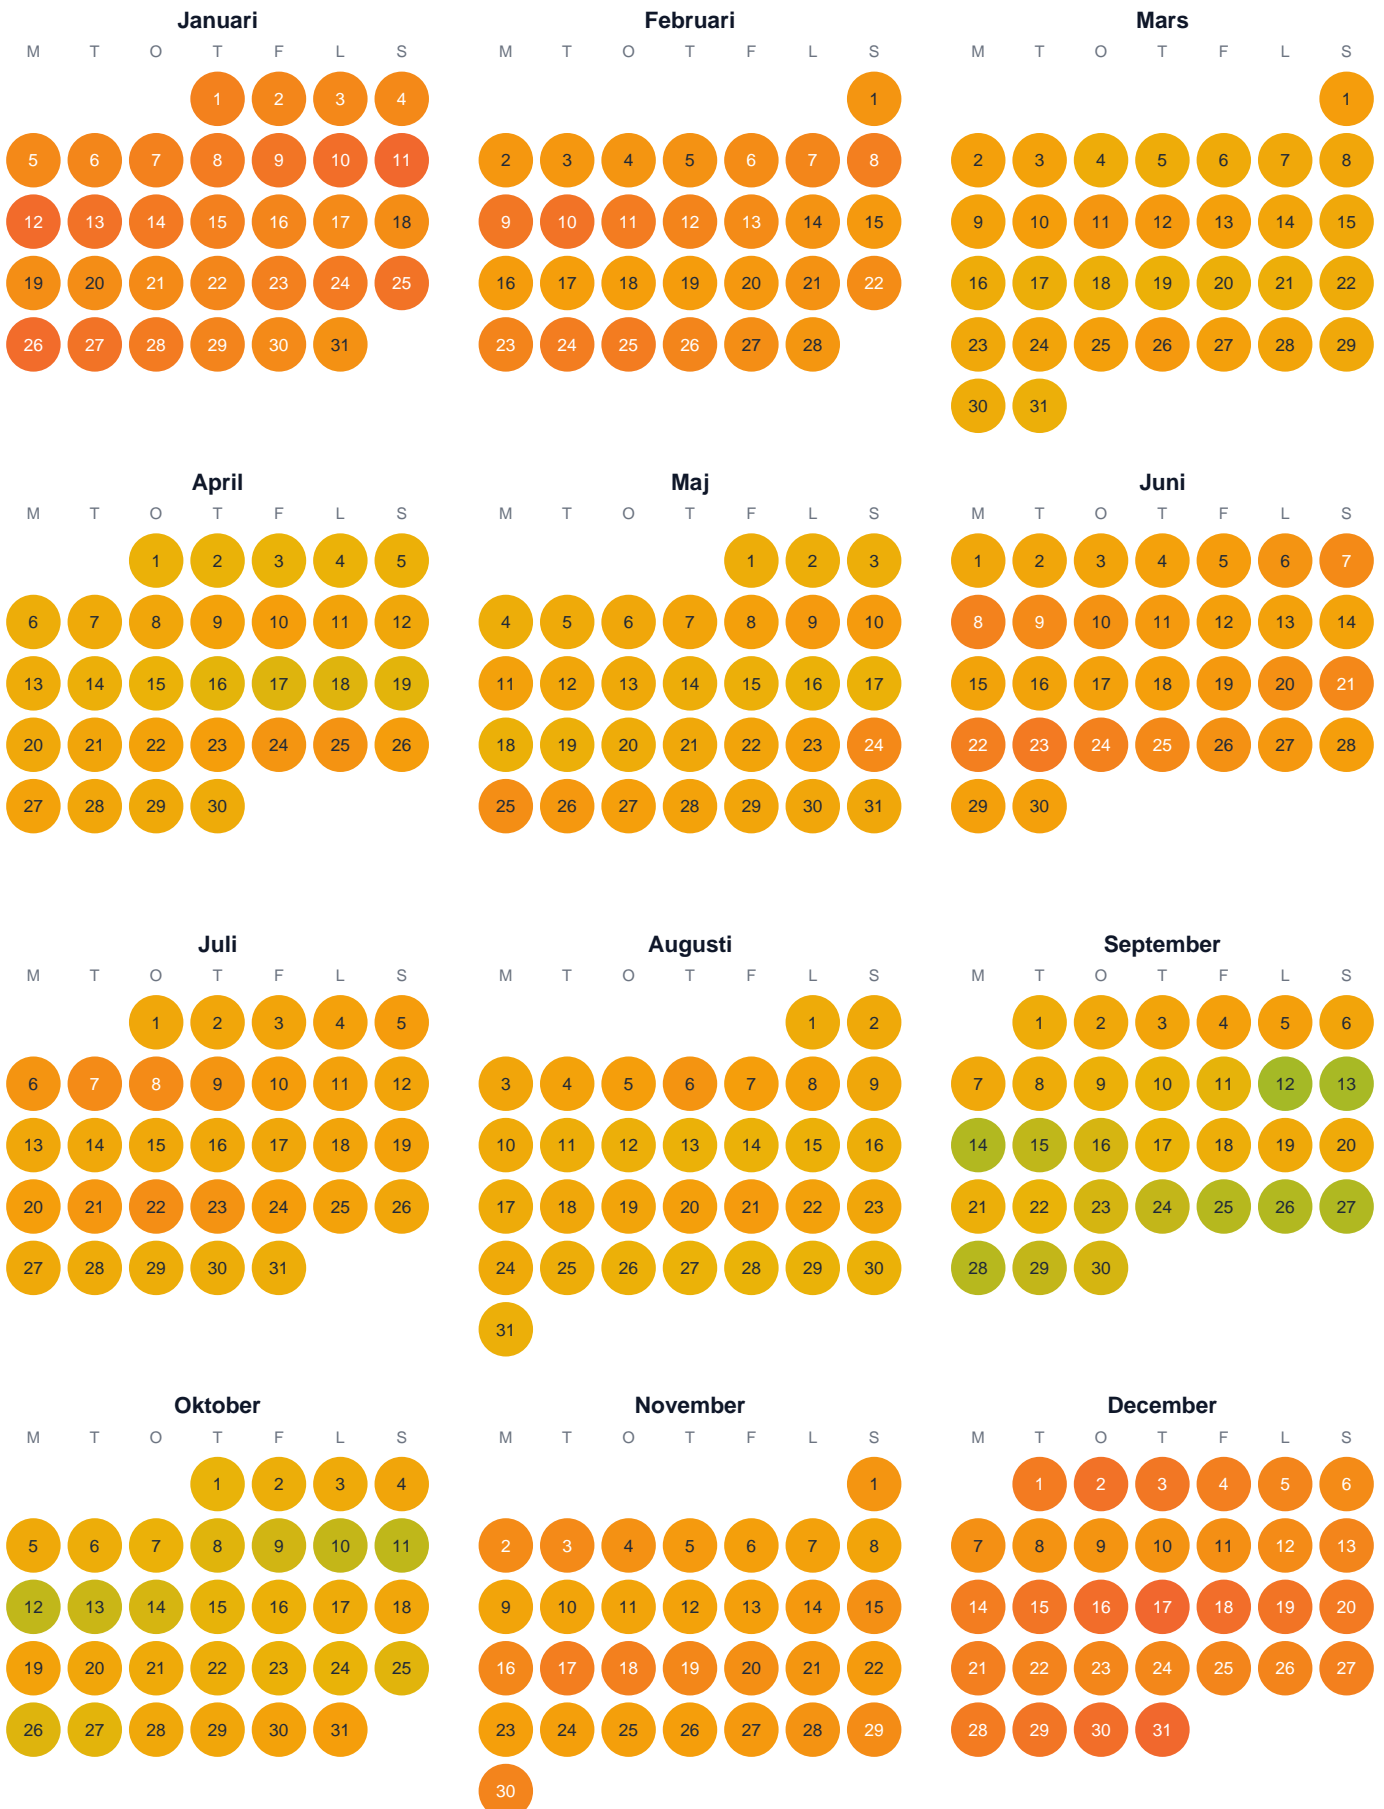 Januari Februari Mars
M T O T F L S M T O T F L S M T O T F L S
1 2 3 4 1 1
5 6 7 8 9 10 11 2 3 4 5 6 7 8 2 3 4 5 6 7 8
12 13 14 15 16 17 18 9 10 11 12 13 14 15 9 10 11 12 13 14 15
19 20 21 22 23 24 25 16 17 18 19 20 21 22 16 17 18 19 20 21 22
26 27 28 29 30 31 23 24 25 26 27 28 23 24 25 26 27 28 29
30 31
April Maj Juni
M T O T F L S M T O T F L S M T O T F L S
1 2 3 4 5 1 2 3 1 2 3 4 5 6 7
6 7 8 9 10 11 12 4 5 6 7 8 9 10 8 9 10 11 12 13 14
13 14 15 16 17 18 19 11 12 13 14 15 16 17 15 16 17 18 19 20 21
20 21 22 23 24 25 26 18 19 20 21 22 23 24 22 23 24 25 26 27 28
27 28 29 30 25 26 27 28 29 30 31 29 30
Juli Augusti September
M T O T F L S M T O T F L S M T O T F L S
1 2 3 4 5 1 2 1 2 3 4 5 6
6 7 8 9 10 11 12 3 4 5 6 7 8 9 7 8 9 10 11 12 13
13 14 15 16 17 18 19 10 11 12 13 14 15 16 14 15 16 17 18 19 20
20 21 22 23 24 25 26 17 18 19 20 21 22 23 21 22 23 24 25 26 27
27 28 29 30 31 24 25 26 27 28 29 30 28 29 30
31
Oktober November December
M T O T F L S M T O T F L S M T O T F L S
1 2 3 4 1 1 2 3 4 5 6
5 6 7 8 9 10 11 2 3 4 5 6 7 8 7 8 9 10 11 12 13
12 13 14 15 16 17 18 9 10 11 12 13 14 15 14 15 16 17 18 19 20
19 20 21 22 23 24 25 16 17 18 19 20 21 22 21 22 23 24 25 26 27
26 27 28 29 30 31 23 24 25 26 27 28 29 28 29 30 31
30